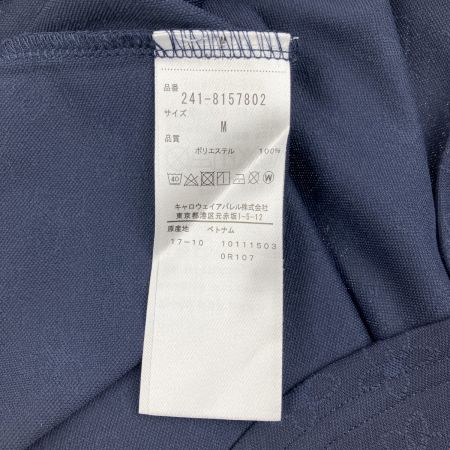 品番
241-8157802
サイズ
M
品質
ポリエステル 100%
40 W
キャロウェイアパレル株式会社
東京都港区元赤坂1-5-12
原産地 ベトナム
17-10 10111503
0R107